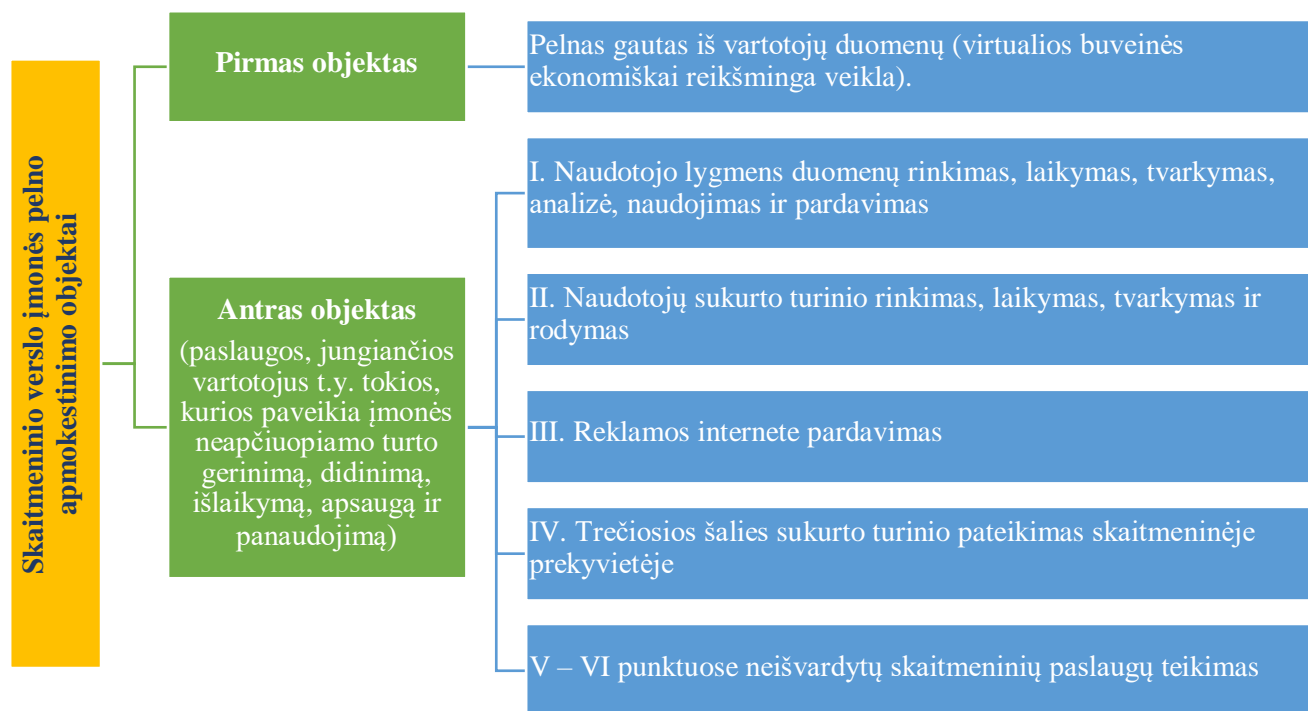 Skaitmeninio verslo įmonės pelno
apmokestinimo objektai
Pirmas objektas
Pelnas gautas iš vartotojų duomenų (virtualios buveinės
ekonomiškai reikšminga veikla).
Antras objektas
(paslaugos, jungiančios
vartotojus t.y. tokios,
kurios paveikia įmonės
neapčiuopiamo turto
gerinimą, didinimą,
išlaikymą, apsaugą ir
panaudojimą)
I. Naudotojo lygmens duomenų rinkimas, laikymas, tvarkymas,
analizė, naudojimas ir pardavimas
II. Naudotojų sukurto turinio rinkimas, laikymas, tvarkymas ir
rodymas
III. Reklamos internete pardavimas
IV. Trečiosios šalies sukurto turinio pateikimas skaitmeninėje
prekyvietėje
V – VI punktuose neišvardytų skaitmeninių paslaugų teikimas